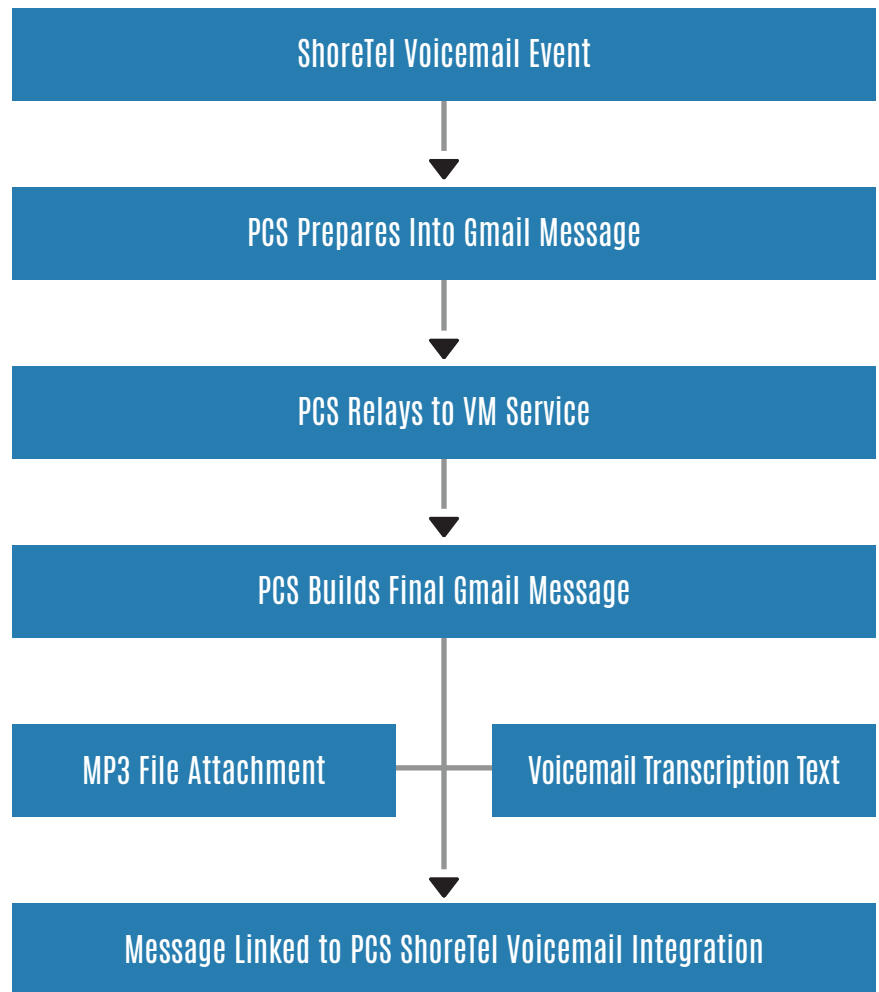 ShoreTel Voicemail Event
PCS Prepares Into Gmail Message
PCS Relays to VM Service
PCS Builds Final Gmail Message
MP3 File Attachment
Voicemail Transcription Text
Message Linked to PCS ShoreTel Voicemail Integration